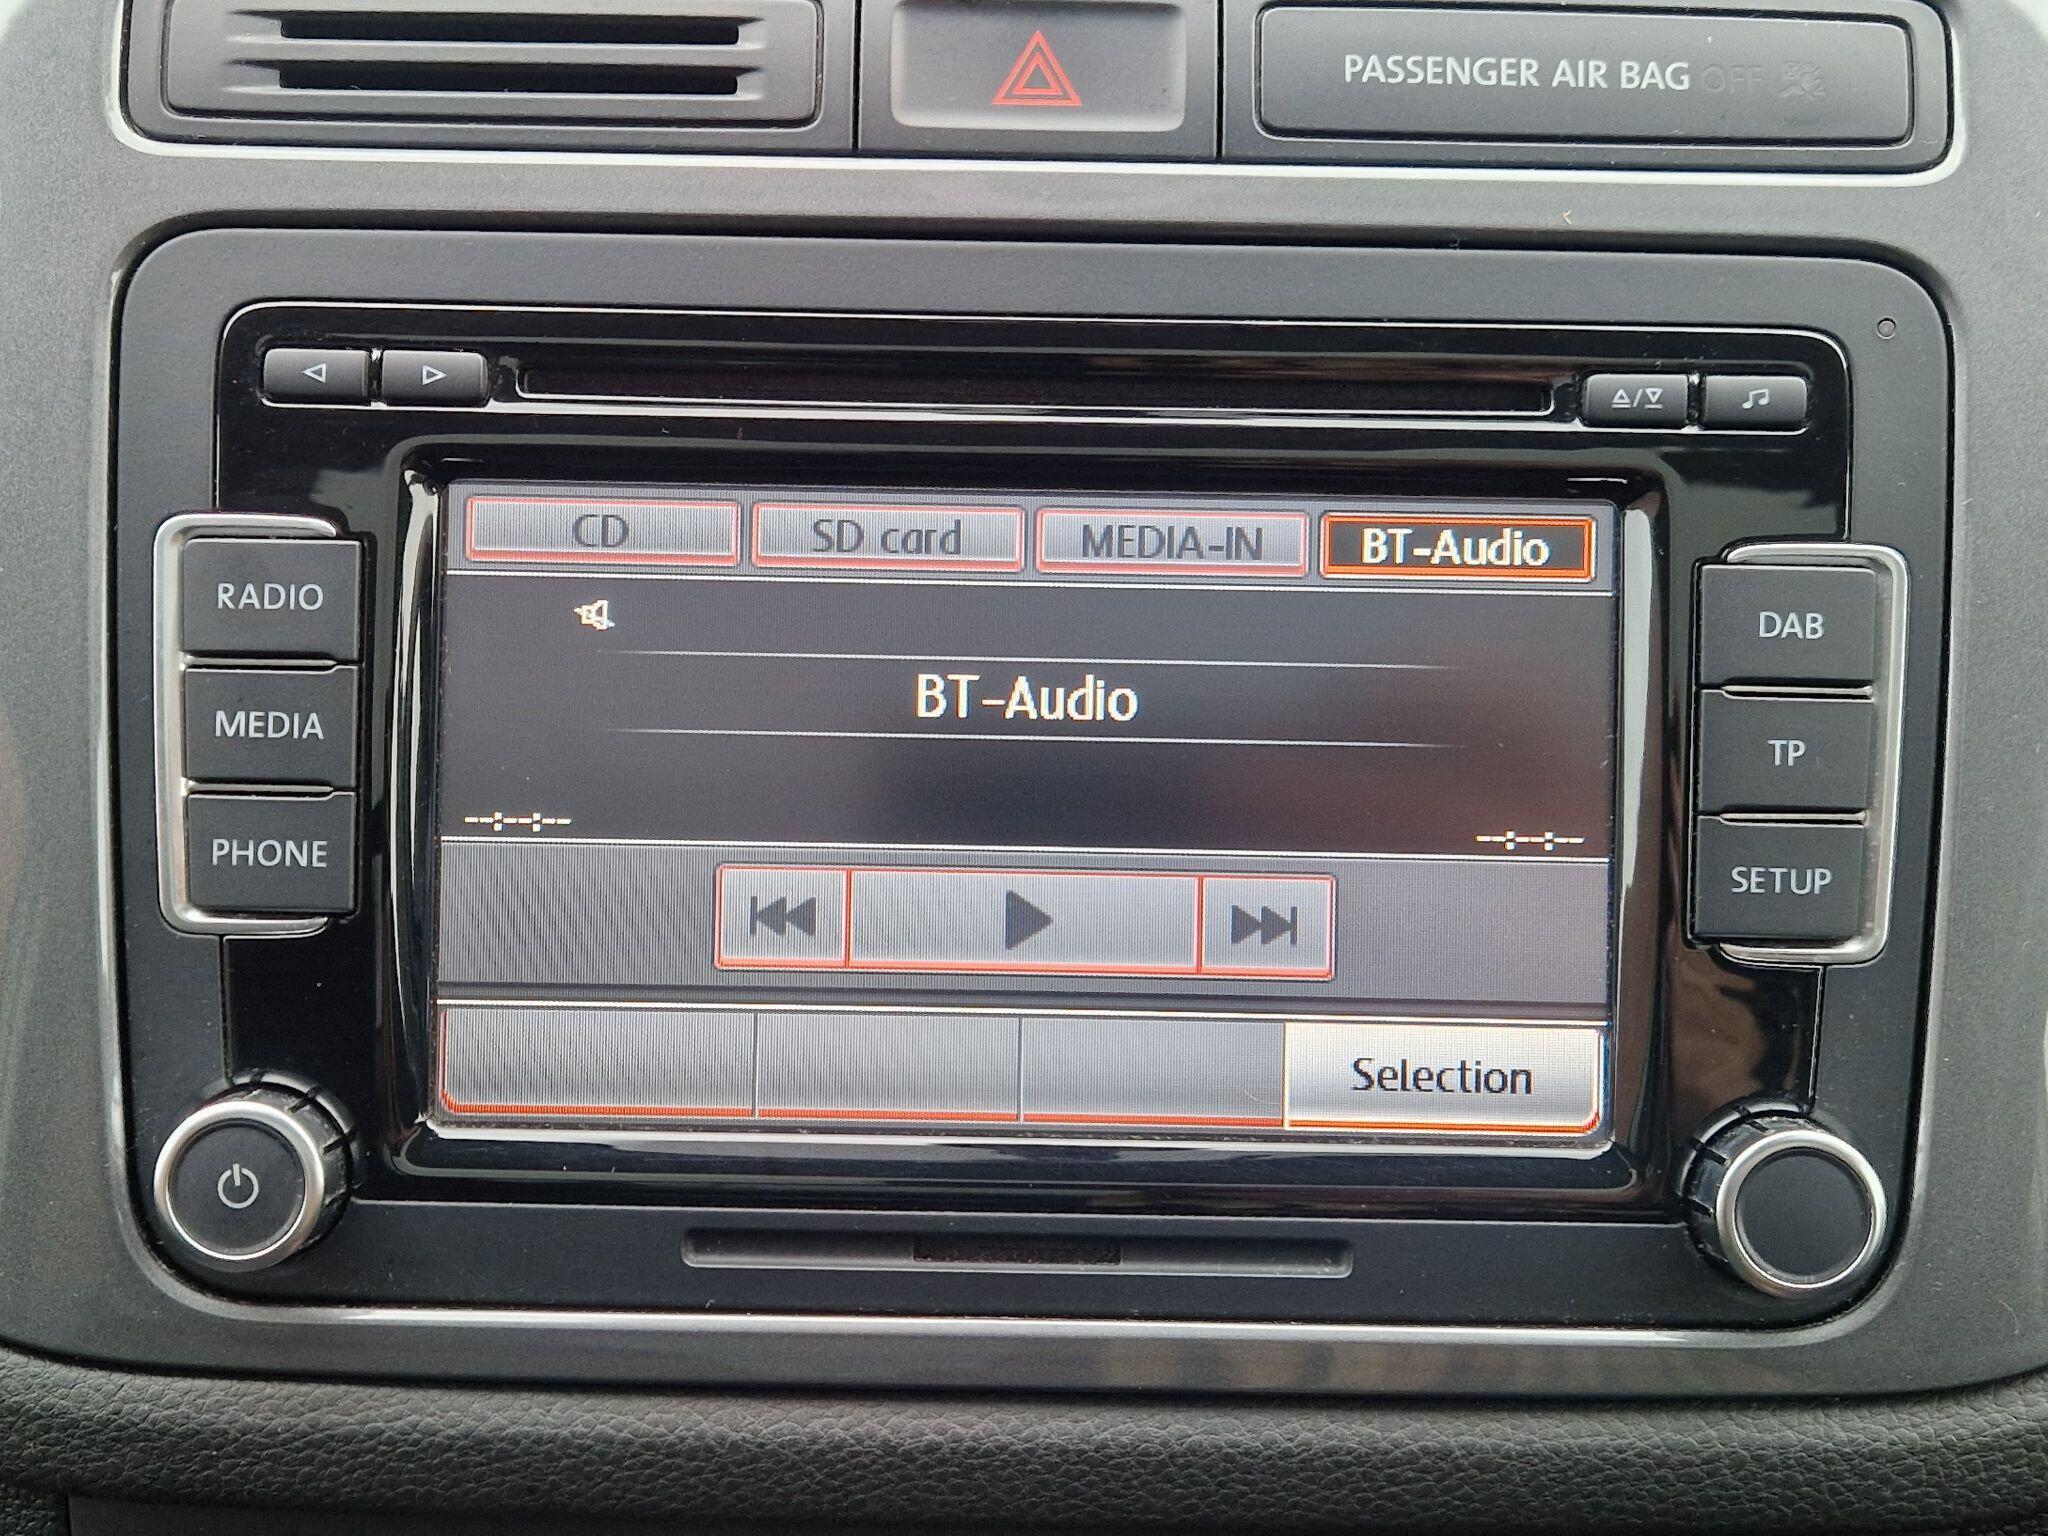 PASSENGER AIR BAG OFF
CD
SD card
MEDIA-IN
BT-Audio
RADIO
MEDIA
PHONE
BT-Audio
--:--:--
--:--:--
Selection
DAB
TP
SETUP